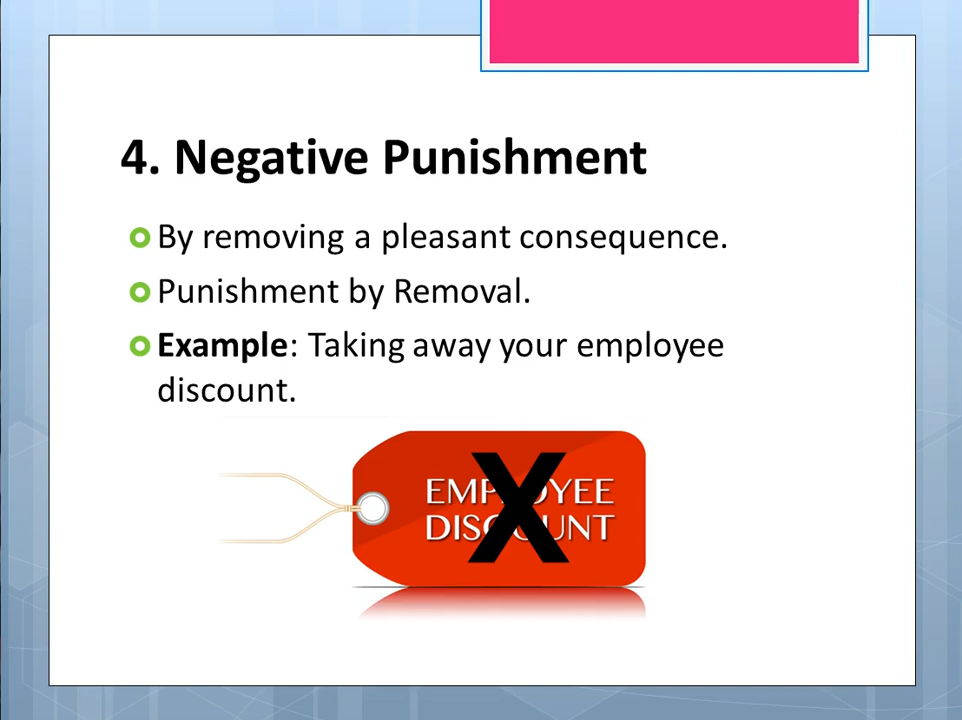 4. Negative Punishment
By removing a pleasant consequence.
Punishment by Removal.
Example: Taking away your employee
discount.
EMPLOYEE
DISCOUNT
X